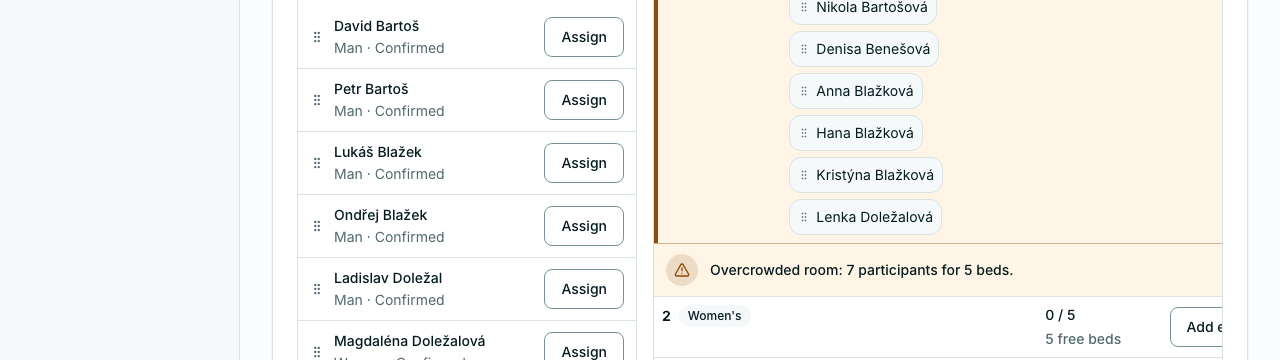 David Bartoš
Man · Confirmed
Assign
Petr Bartoš
Man · Confirmed
Assign
Lukáš Blažek
Man · Confirmed
Assign
Ondřej Blažek
Man · Confirmed
Assign
Ladislav Doležal
Man · Confirmed
Assign
Magdaléna Doležalová
Assign
Nikola Bartošová
Denisa Benešová
Anna Blažková
Hana Blažková
Kristýna Blažková
Lenka Doležalová
Overcrowded room: 7 participants for 5 beds.
2 Women's
0 / 5
5 free beds
Add